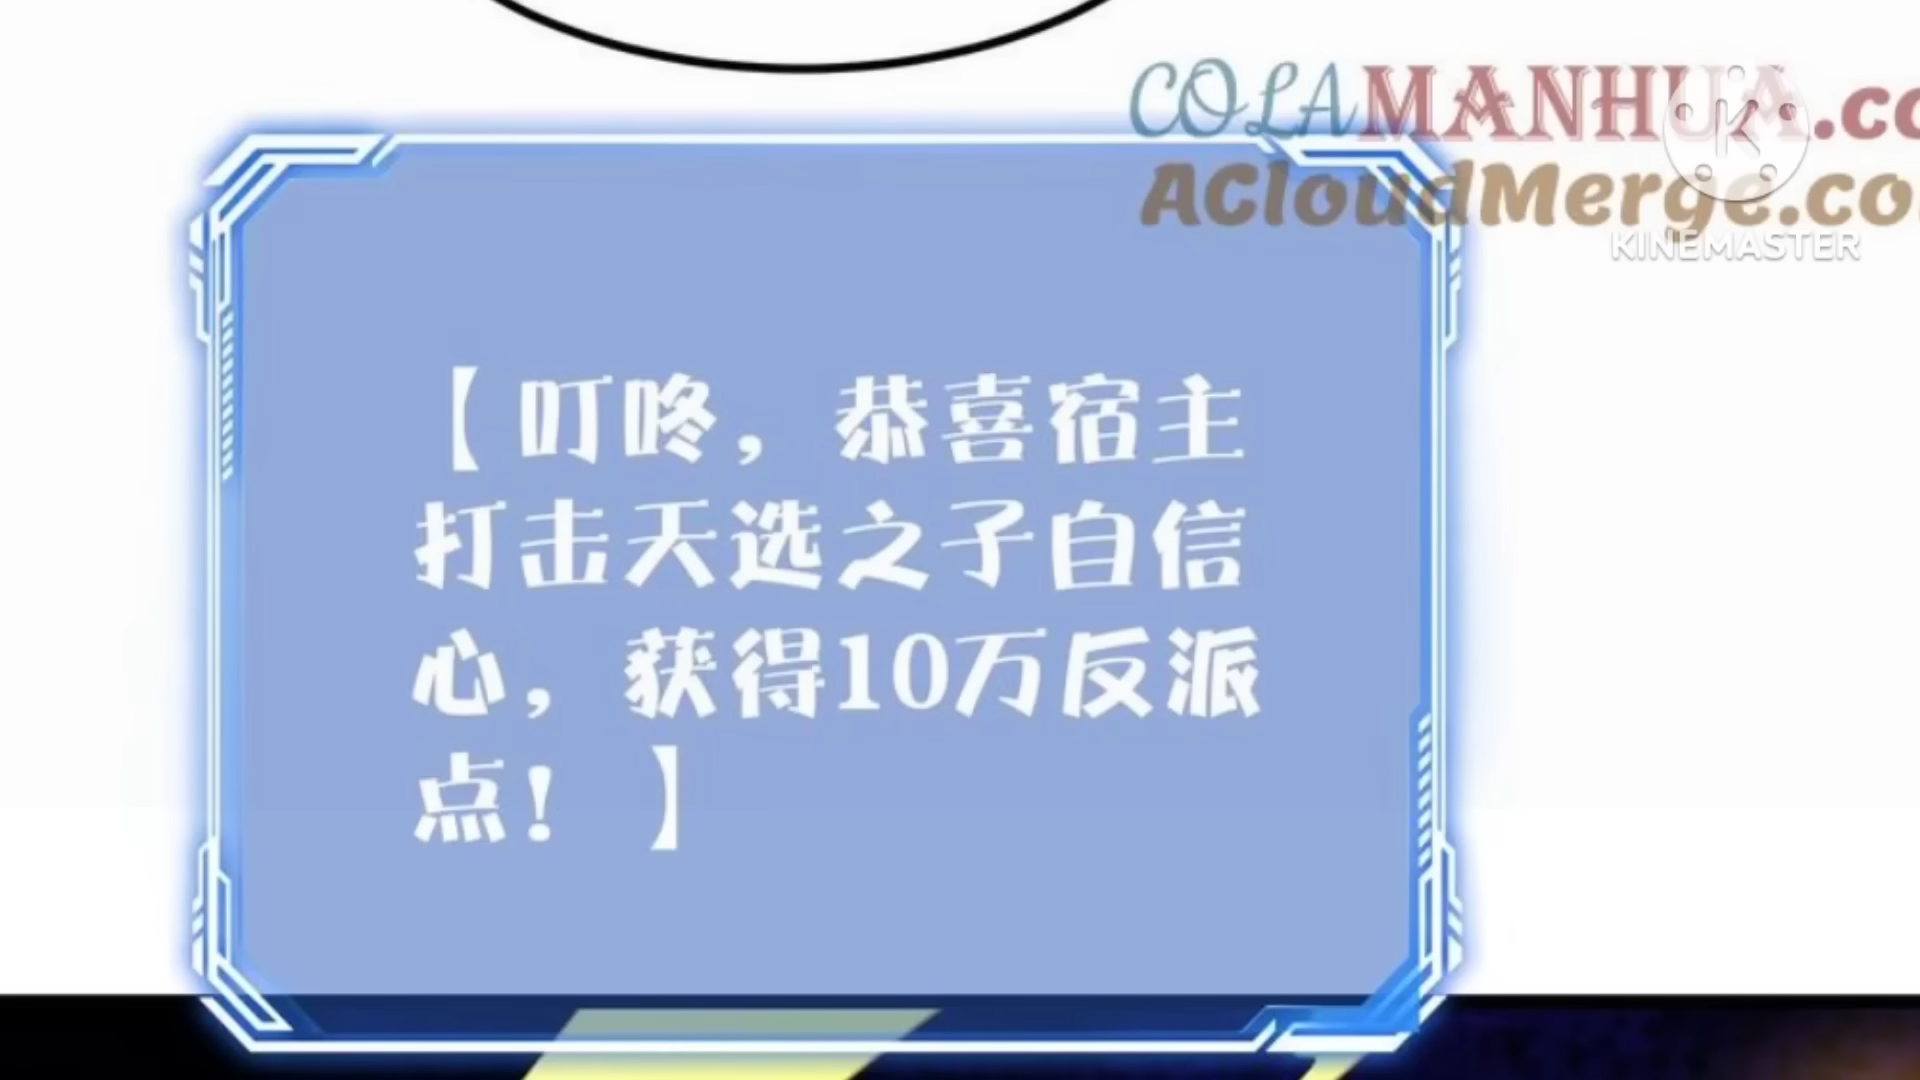 COLAMANHUA.co
ACloudMerge.co
KINEMASTER
【叮咚，恭喜宿主
打击天选之子自信
心，获得10万反派
点！】